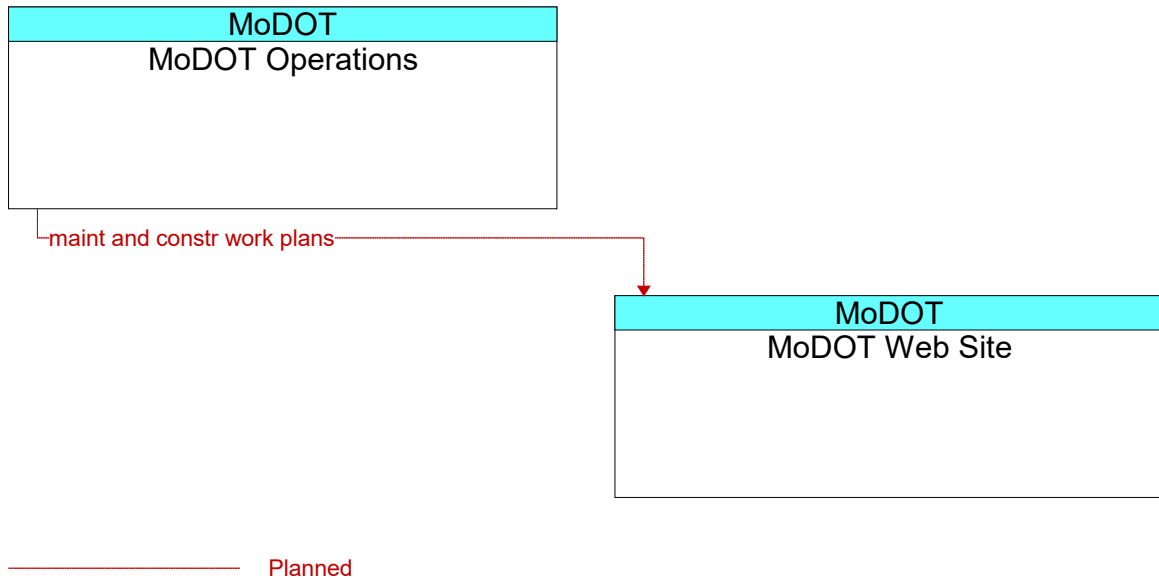 MoDOT
MoDOT Operations
maint and constr work plans
MoDOT
MoDOT Web Site
Planned